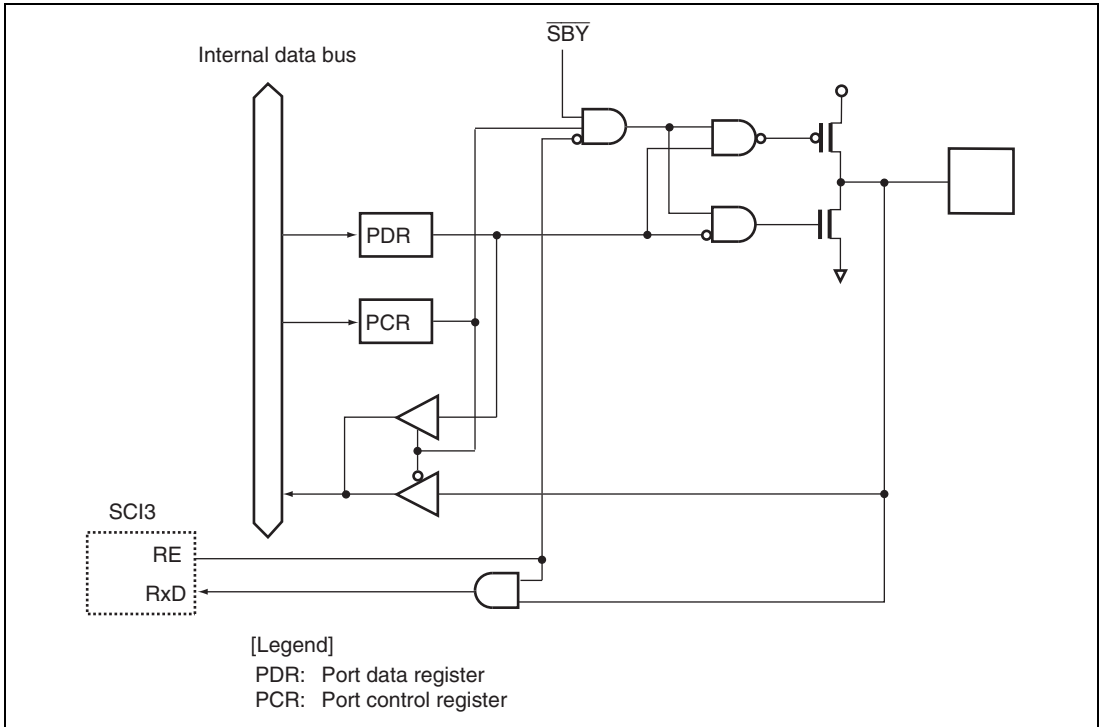 SBY
Internal data bus
PDR
PCR
SCI3
RE
RxD
[Legend]
PDR: Port data register
PCR: Port control register